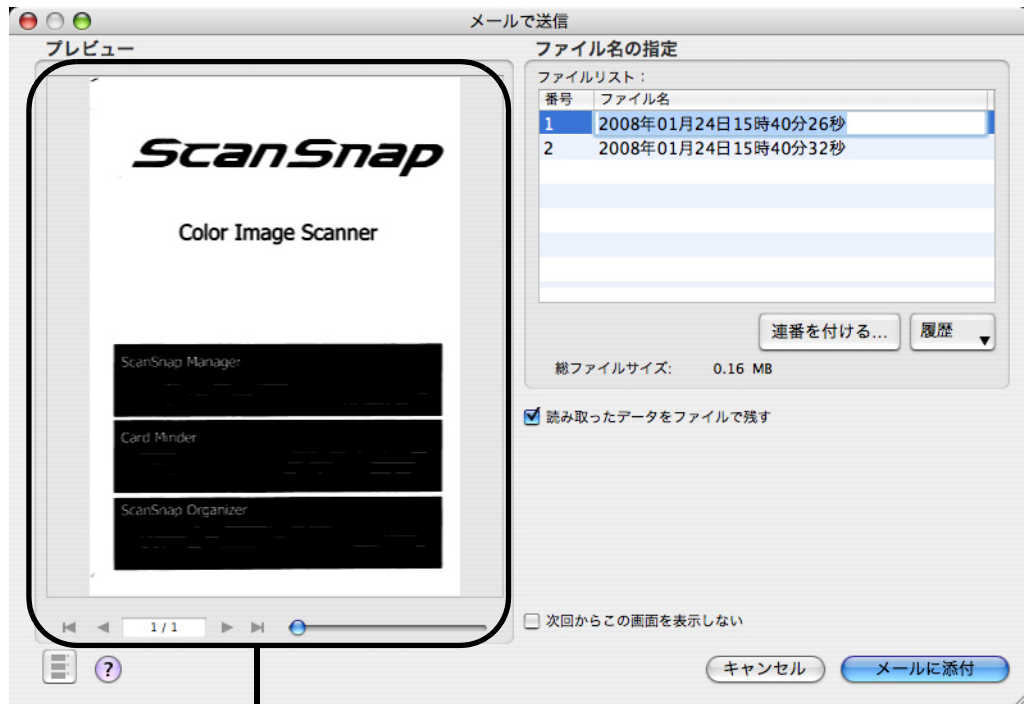 メールで送信
プレビュー
ScanSnap
Color Image Scanner
ScanSnap Manager
Card Minder
ScanSnap Organizer
1 / 1
?
ファイル名の指定
ファイルリスト：
番号 ファイル名
1 2008年01月24日15時40分26秒
2 2008年01月24日15時40分32秒
連番を付ける...
履歴
総ファイルサイズ: 0.16 MB
読み取ったデータをファイルで残す
次回からこの画面を表示しない
キャンセル
メールに添付